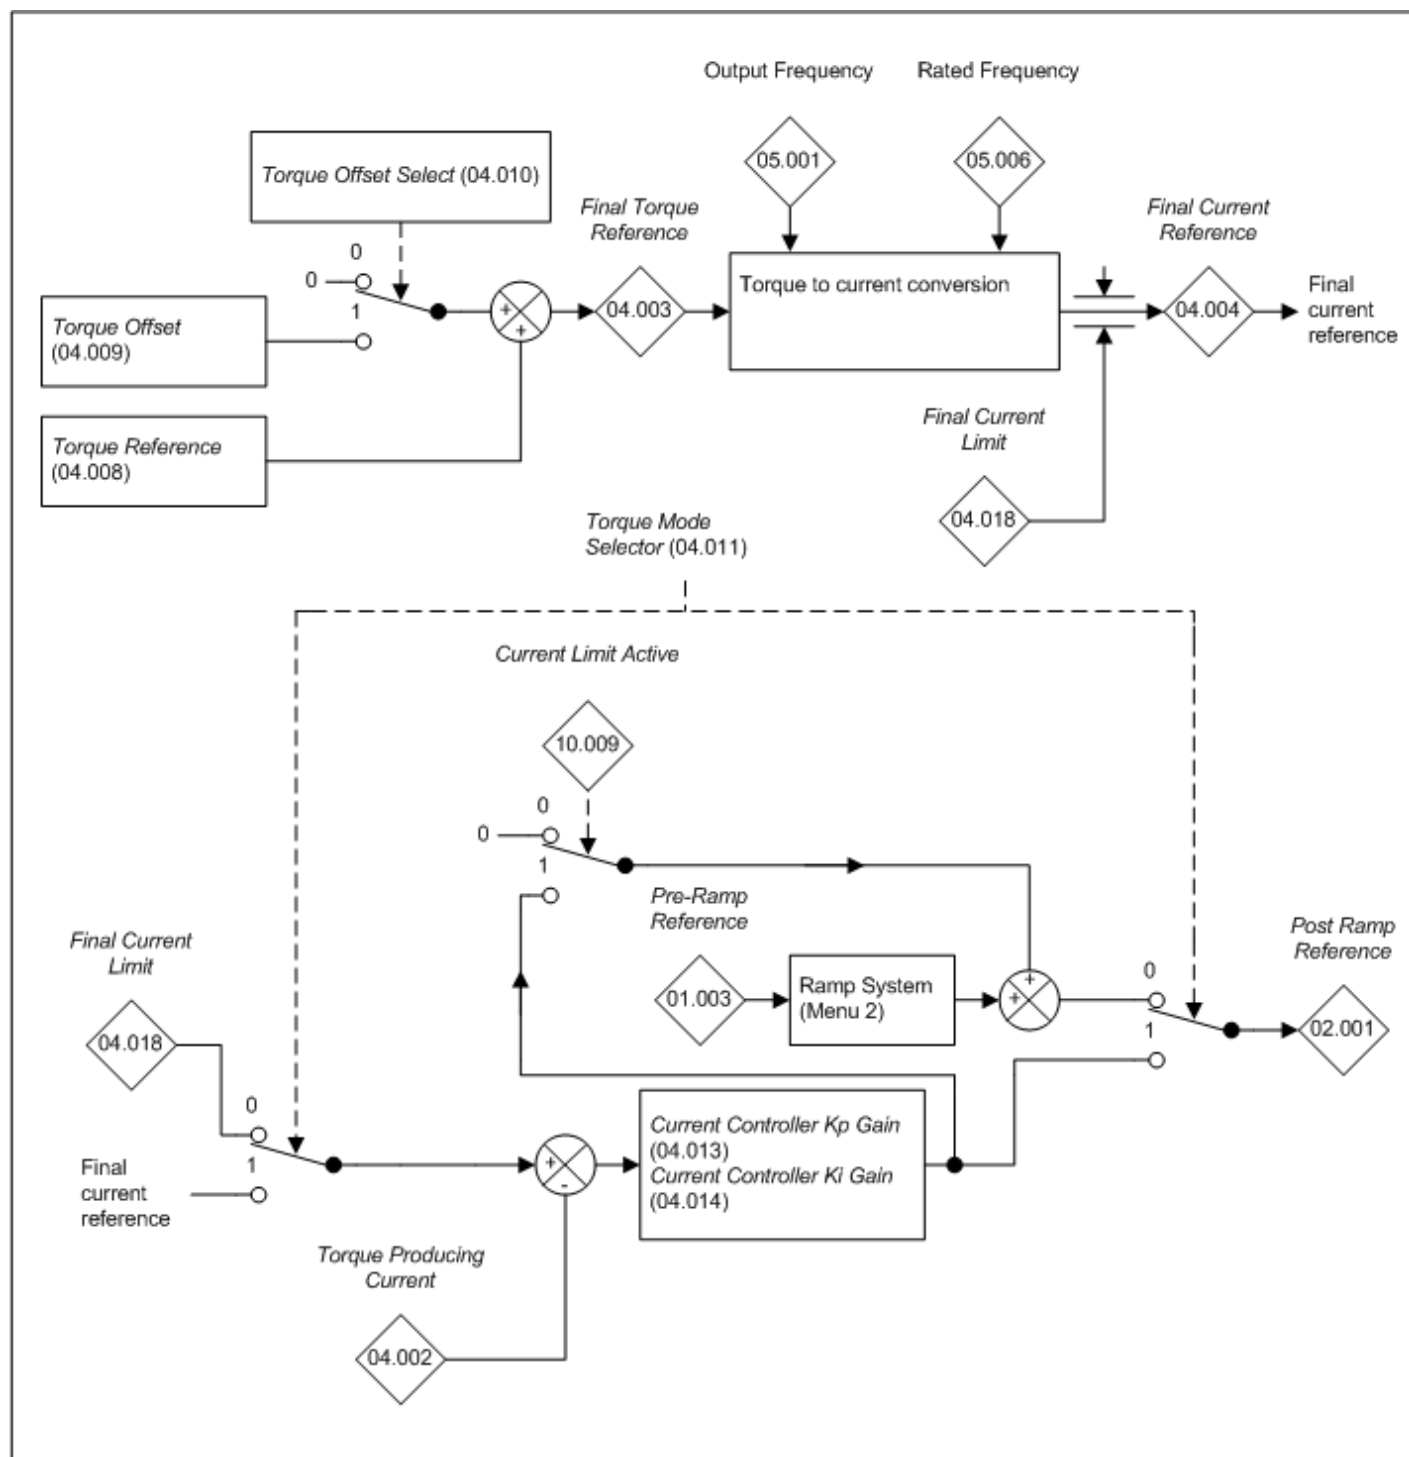 Output Frequency
Rated Frequency
05.001
05.006
Torque Offset Select (04.010)
Final Torque
Reference
Final Current
Reference
0
0
1
Torque Offset
(04.009)
+
+
04.003
Torque to current conversion
04.004
Final
current
reference
Torque Reference
(04.008)
Final Current
Limit
04.018
Torque Mode
Selector (04.011)
Current Limit Active
10.009
0
0
1
Pre-Ramp
Reference
01.003
Ramp System
(Menu 2)
+
+
0
1
Post Ramp
Reference
02.001
Final Current
Limit
04.018
0
1
Final
current
reference
+
-
Current Controller Kp Gain
(04.013)
Current Controller Ki Gain
(04.014)
Torque Producing
Current
04.002